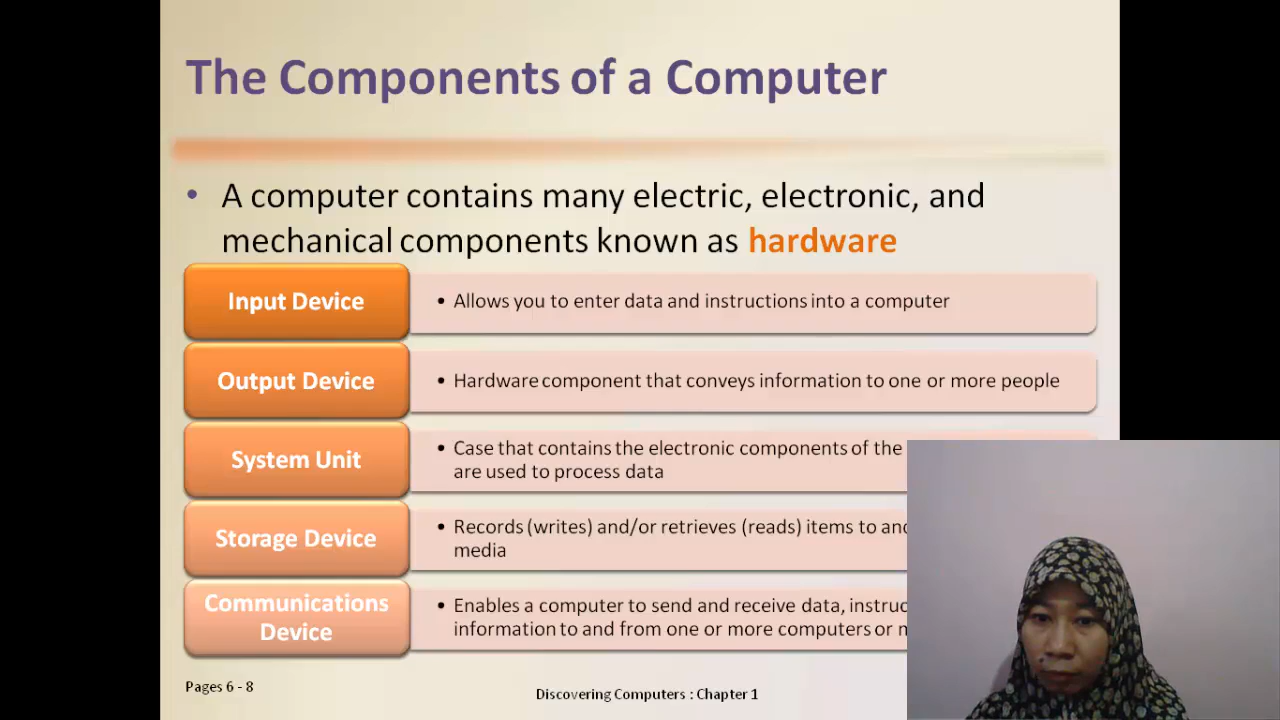 The Components of a Computer
• A computer contains many electric, electronic, and
mechanical components known as hardware
Input Device
• Allows you to enter data and instructions into a computer
Output Device
• Hardware component that conveys information to one or more people
System Unit
• Case that contains the electronic components of the
are used to process data
Storage Device
• Records (writes) and/or retrieves (reads) items to
media
Communications
Device
• Enables a computer to send and receive data,
information to and from one or more computers or
Pages 6 - 8
Discovering Computers : Chapter 1